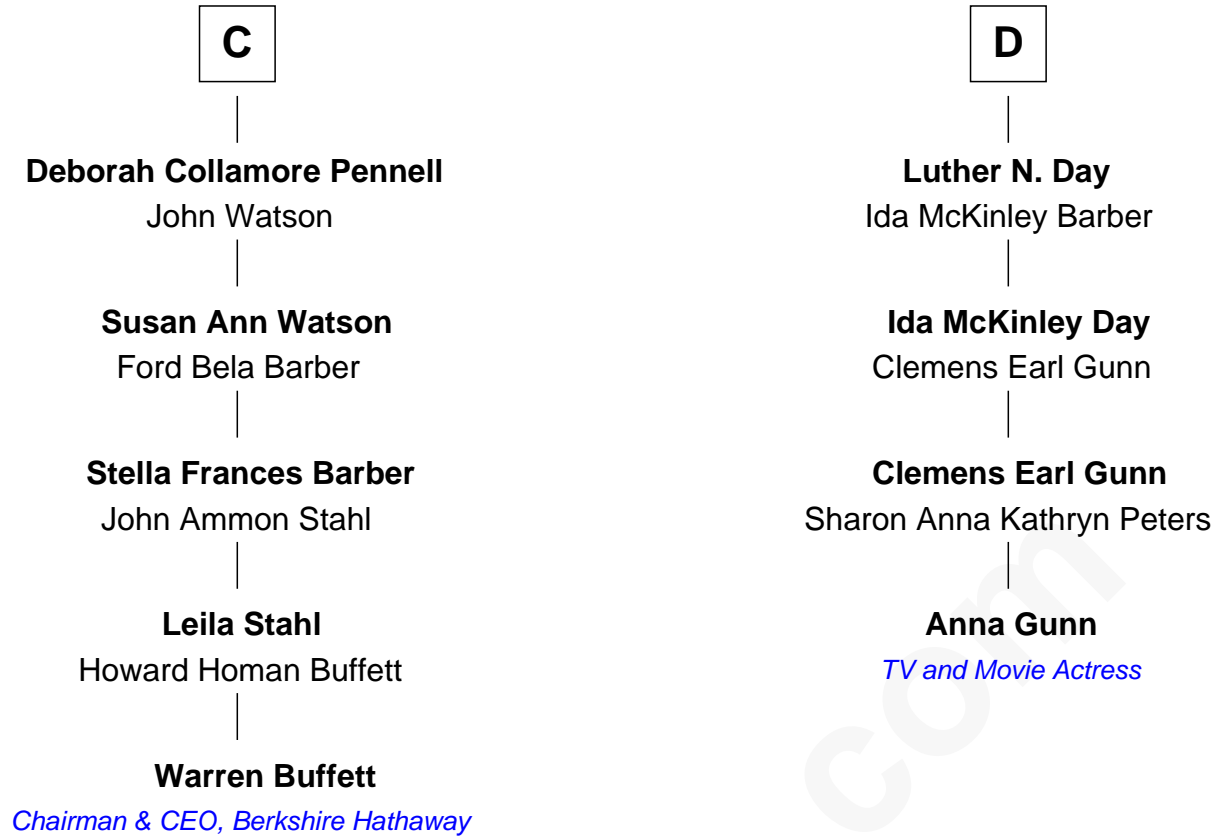 C
Deborah Collamore Pennell
John Watson
Susan Ann Watson
Ford Bela Barber
Stella Frances Barber
John Ammon Stahl
Leila Stahl
Howard Homan Buffett
Warren Buffett
Chairman & CEO, Berkshire Hathaway
D
Luther N. Day
Ida McKinley Barber
Ida McKinley Day
Clemens Earl Gunn
Clemens Earl Gunn
Sharon Anna Kathryn Peters
Anna Gunn
TV and Movie Actress
com